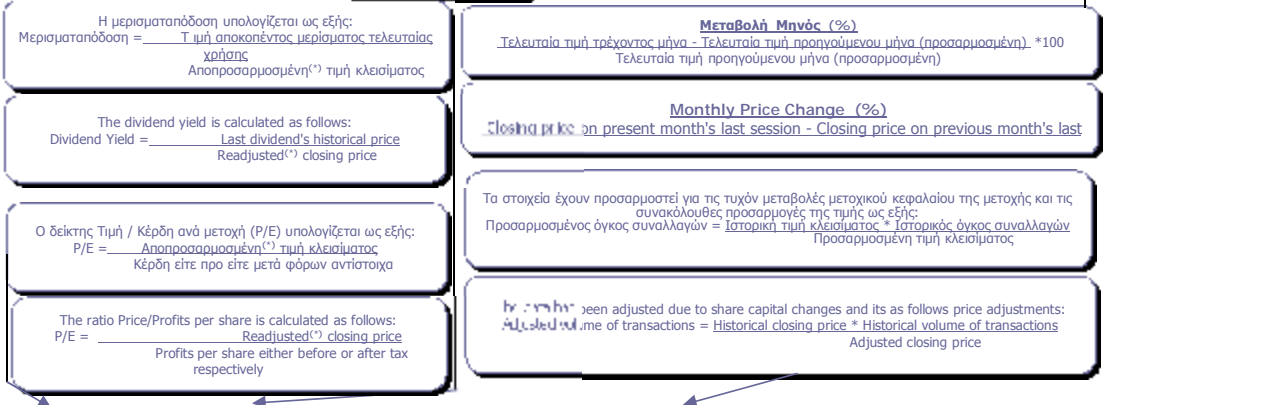 Η μερισματαπόδοση υπολογίζεται ως εξής:
Μερισματαπόδοση = Τ ιμή αποκοπέντος μερίσματος τελευταίας
χρήσης
Αποπροσαρμοσμένη(*) τιμή κλεισίματος
The dividend yield is calculated as follows:
Dividend Yield = Last dividend's historical price
Readjusted(*) closing price
Ο δείκτης Τιμή / Κέρδη ανά μετοχή (P/E) υπολογίζεται ως εξής:
P/E = Αποπροσαρμοσμένη(*) τιμή κλεισίματος
Κέρδη είτε προ είτε μετά φόρων αντίστοιχα
The ratio Price/Profits per share is calculated as follows:
P/E = Readjusted(*) closing price
Profits per share either before or after tax
respectively
Μεταβολή Μηνός (%)
Τελευταία τιμή τρέχοντος μήνα - Τελευταία τιμή προηγούμενου μήνα (προσαρμοσμένη) *100
Τελευταία τιμή προηγούμενου μήνα (προσαρμοσμένη)
Monthly Price Change (%)
Closing price on present month's last session - Closing price on previous month's last
Τα στοιχεία έχουν προσαρμοστεί για τις τυχόν μεταβολές μετοχικού κεφαλαίου της μετοχής και τις
συνακόλουθες προσαρμογές της τιμής ως εξής:
Προσαρμοσμένος όγκος συναλλαγών = Ιστορική τιμή κλεισίματος * Ιστορικός όγκος συναλλαγών
Προσαρμοσμένη τιμή κλεισίματος
been adjusted due to share capital changes and its as follows price adjustments:
Adjusted volume of transactions = Historical closing price * Historical volume of transactions
Adjusted closing price